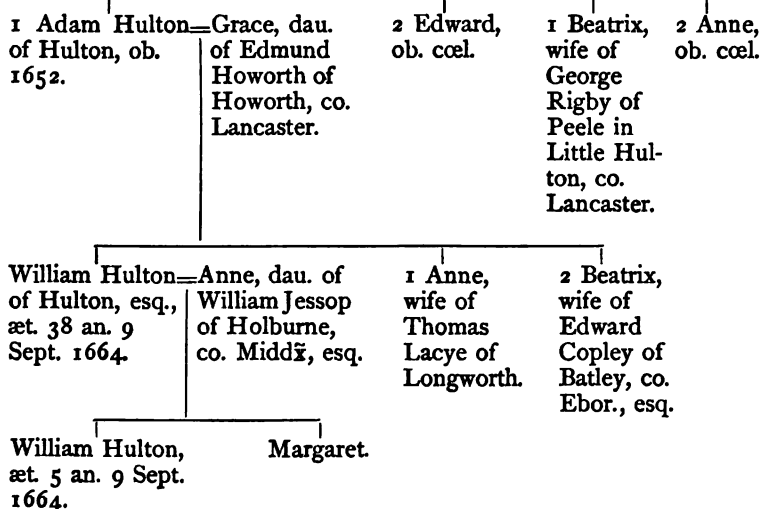 1 Adam Hulton=Grace, dau.
of Hulton, ob.
1652.
of Edmund
Howorth of
Howorth, co.
Lancaster.
2 Edward,
ob. cœl.
1 Beatrix,
wife of
George
Rigby of
Peele in
Little Hul-
ton, co.
Lancaster.
2 Anne,
ob. cœl.
William Hulton=Anne, dau. of
of Hulton, esq.,
æt. 38 an. 9
Sept. 1664.
William Jessop
of Holburne,
co. Middx̃, esq.
1 Anne,
wife of
Thomas
Lacye of
Longworth.
2 Beatrix,
wife of
Edward
Copley of
Batley, co.
Ebor., esq.
William Hulton,
æt. 5 an. 9 Sept.
1664.
Margaret.